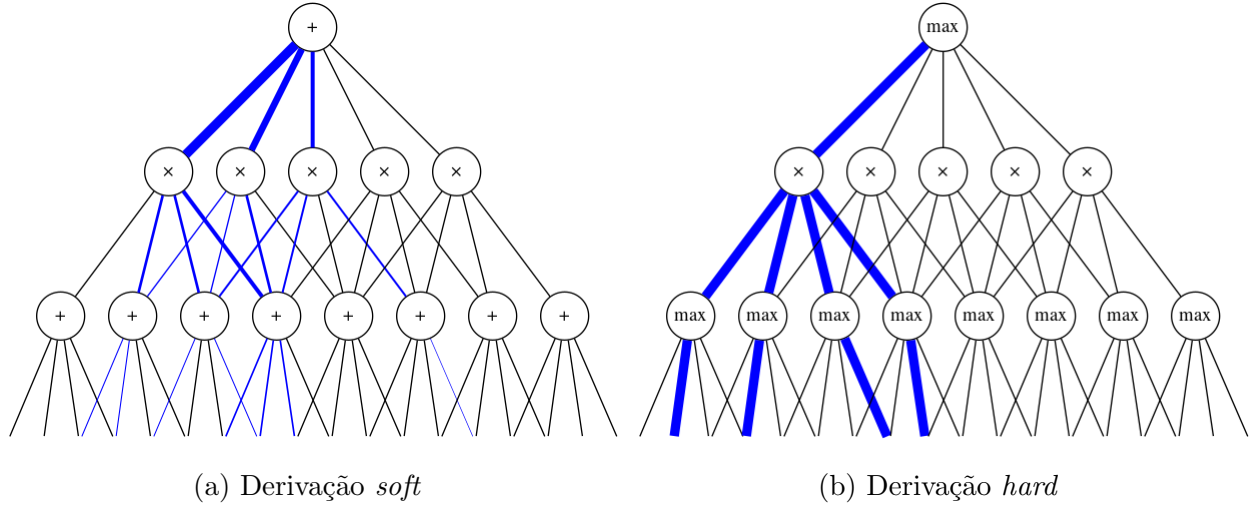 + max
× × × × × × × × × ×
+ + + + + + + + max max max max max max max max
(a) Derivação soft (b) Derivação hard